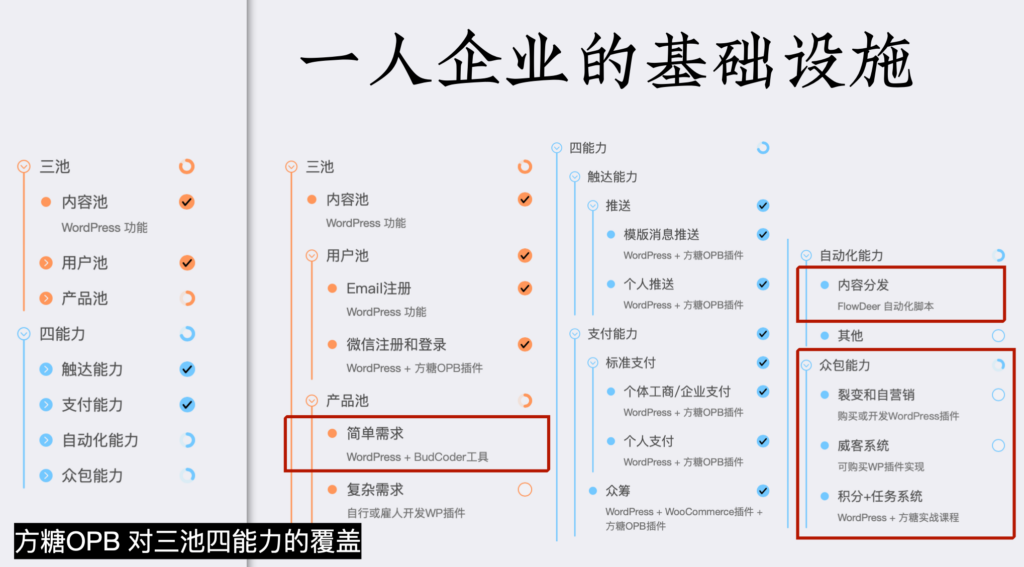 一人企业的基础设施
三池
内容池
WordPress 功能
用户池
产品池
四能力
触达能力
支付能力
自动化能力
众包能力
三池
内容池
WordPress 功能
用户池
Email注册
WordPress 功能
微信注册和登录
WordPress + 方糖OPB插件
产品池
简单需求
WordPress + BudCoder工具
复杂需求
自行或雇人开发WP插件
四能力
触达能力
推送
模版消息推送
WordPress + 方糖OPB插件
个人推送
WordPress + 方糖OPB插件
支付能力
标准支付
个体工商/企业支付
WordPress + 方糖OPB插件
个人支付
WordPress + 方糖OPB插件
众筹
WordPress + WooCommerce插件 +
方糖OPB插件
自动化能力
内容分发
FlowDeer 自动化脚本
其他
众包能力
裂变和自营销
购买或开发WordPress插件
威客系统
可购买WP插件实现
积分+任务系统
WordPress + 方糖实战课程
方糖OPB 对三池四能力的覆盖